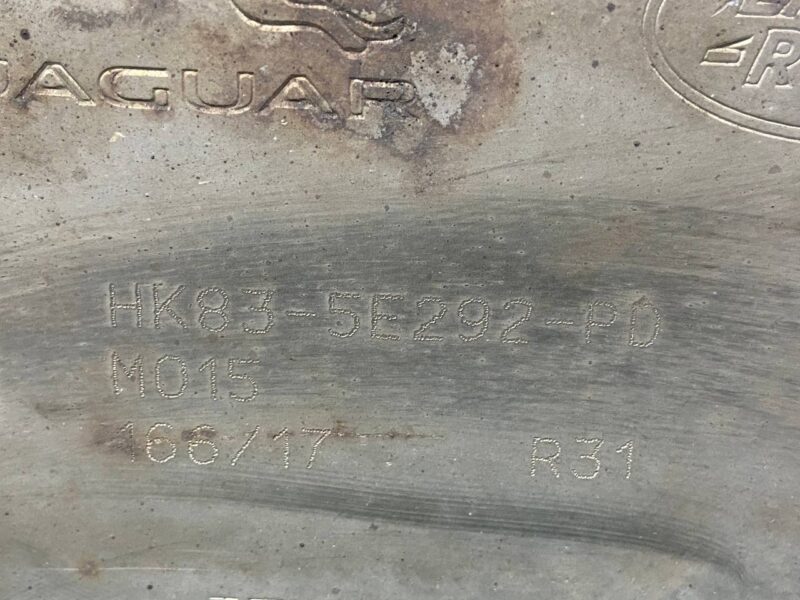 JAGUAR
HK83-5E292-PD
M015
166/17 R31